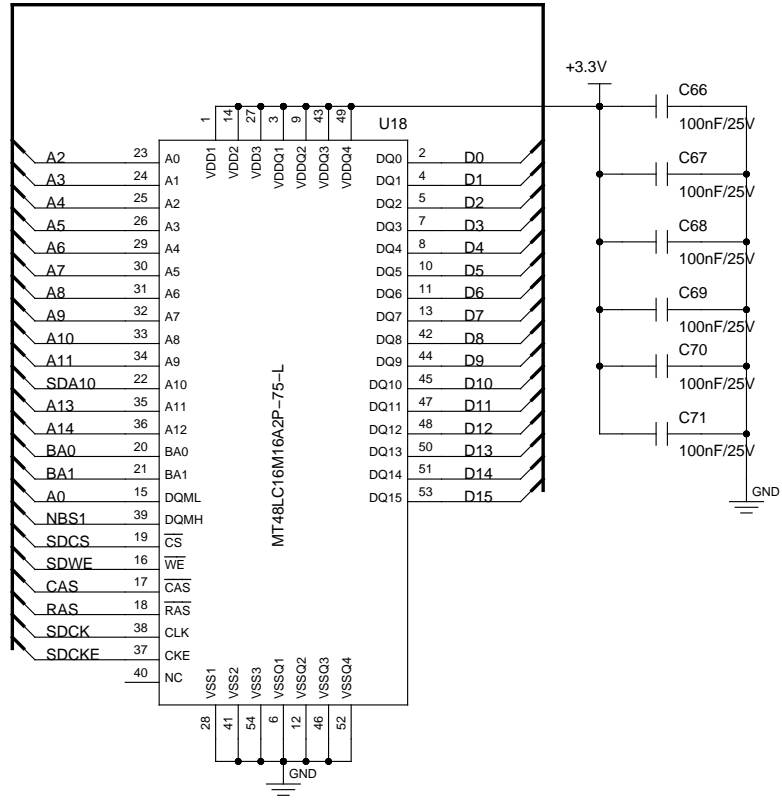 +3.3V
C66
100nF/25V
C67
100nF/25V
C68
100nF/25V
C69
100nF/25V
C70
100nF/25V
C71
100nF/25V
GND
U18
1 14 27 3 9 43 49
VDD1 VDD2 VDD3 VDDQ1 VDDQ2 VDDQ3 VDDQ4
A2 23 A0 DQ0 2 D0
A3 24 A1 DQ1 4 D1
A4 25 A2 DQ2 5 D2
A5 26 A3 DQ3 7 D3
A6 29 A4 DQ4 8 D4
A7 30 A5 DQ5 10 D5
A8 31 A6 DQ6 11 D6
A9 32 A7 DQ7 13 D7
A10 33 A8 DQ8 42 D8
A11 34 A9 DQ9 44 D9
SDA10 22 A10 DQ10 45 D10
A13 35 A11 DQ11 47 D11
A14 36 A12 DQ12 48 D12
BA0 20 BA0 DQ13 50 D13
BA1 21 BA1 DQ14 51 D14
A0 15 DQML DQ15 53 D15
NBS1 39 DQMH
SDCS 19 CS
SDWE 16 WE
CAS 17 CAS
RAS 18 RAS
SDCK 38 CLK
SDCKE 37 CKE
40 NC
MT48LC16M16A2P-75-L
VSS1 VSS2 VSS3 VSSQ1 VSSQ2 VSSQ3 VSSQ4
28 41 54 6 12 46 52
GND